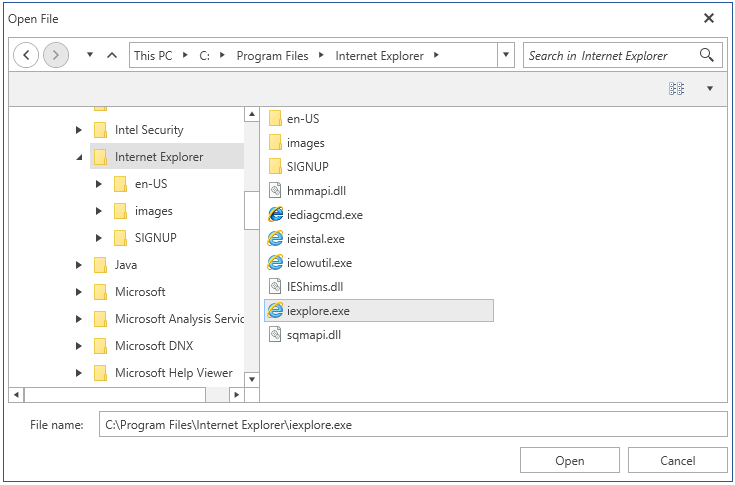 Open File
This PC C: Program Files Internet Explorer
Search in Internet Explorer
Intel Security
Internet Explorer
en-US
images
SIGNUP
Java
Microsoft
Microsoft Analysis Servic
Microsoft DNX
Microsoft Help Viewer
en-US
images
SIGNUP
hmmapi.dll
iediagcmd.exe
ieinstal.exe
ielowutil.exe
IEShims.dll
iexplore.exe
sqmapi.dll
File name: C:\Program Files\Internet Explorer\iexplore.exe
Open Cancel